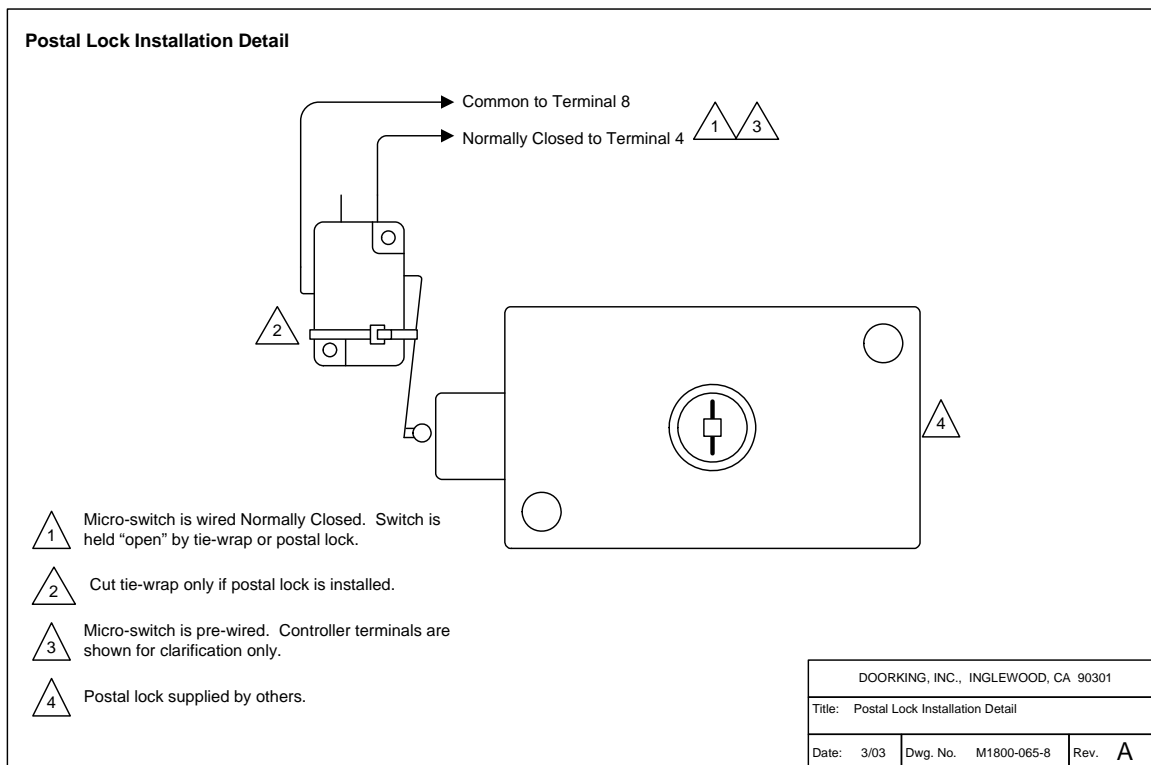 Postal Lock Installation Detail
Common to Terminal 8
Normally Closed to Terminal 4
1
3
2
4
1
Micro-switch is wired Normally Closed.  Switch is
held “open” by tie-wrap or postal lock.
2
Cut tie-wrap only if postal lock is installed.
3
Micro-switch is pre-wired.  Controller terminals are
shown for clarification only.
4
Postal lock supplied by others.
DOORKING, INC.,  INGLEWOOD, CA  90301
Title:   Postal Lock Installation Detail
Date:   3/03   Dwg. No.   M1800-065-8   Rev.   A